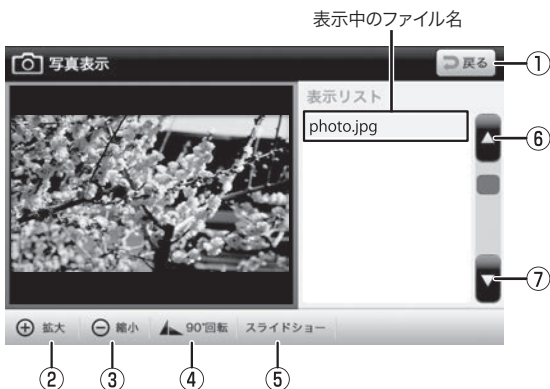 表示中のファイル名
写真表示
戻る
①
表示リスト
photo.jpg
⑥
⑦
拡大
縮小
90°回転
スライドショー
②
③
④
⑤